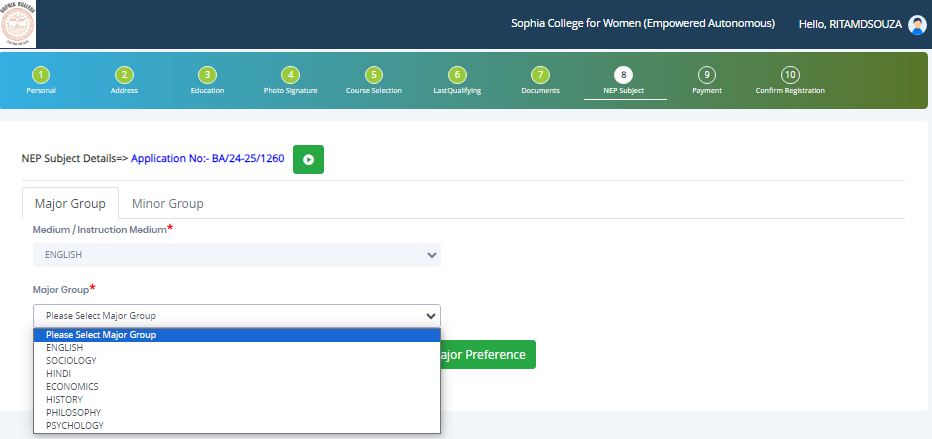 SOPHIA COLLEGE
Sophia College for Women (Empowered Autonomous)
Hello, RITAMDSOUZA
1 2 3 4 5 6 7 8 9 10
Personal Address Education Photo Signature Course Selection LastQualifying Documents NEP Subject Payment Confirm Registration
NEP Subject Details=> Application No:- BA/24-25/1260
Major Group Minor Group
Medium / Instruction Medium*
ENGLISH
Major Group*
Please Select Major Group
Please Select Major Group
ENGLISH
SOCIOLOGY
HINDI
ECONOMICS
HISTORY
PHILOSOPHY
PSYCHOLOGY
ajor Preference